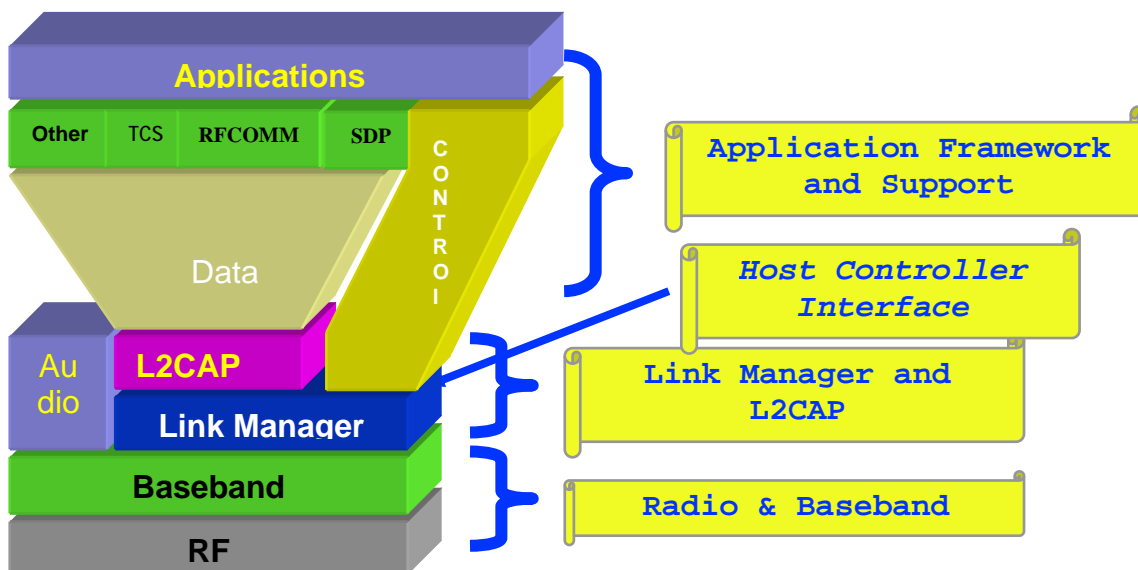 Applications
Other TCS RFCOMM SDP
CONTROl
Data
Au
dio
L2CAP
Link Manager
Baseband
RF
Application Framework
and Support
Host Controller
Interface
Link Manager and
L2CAP
Radio & Baseband